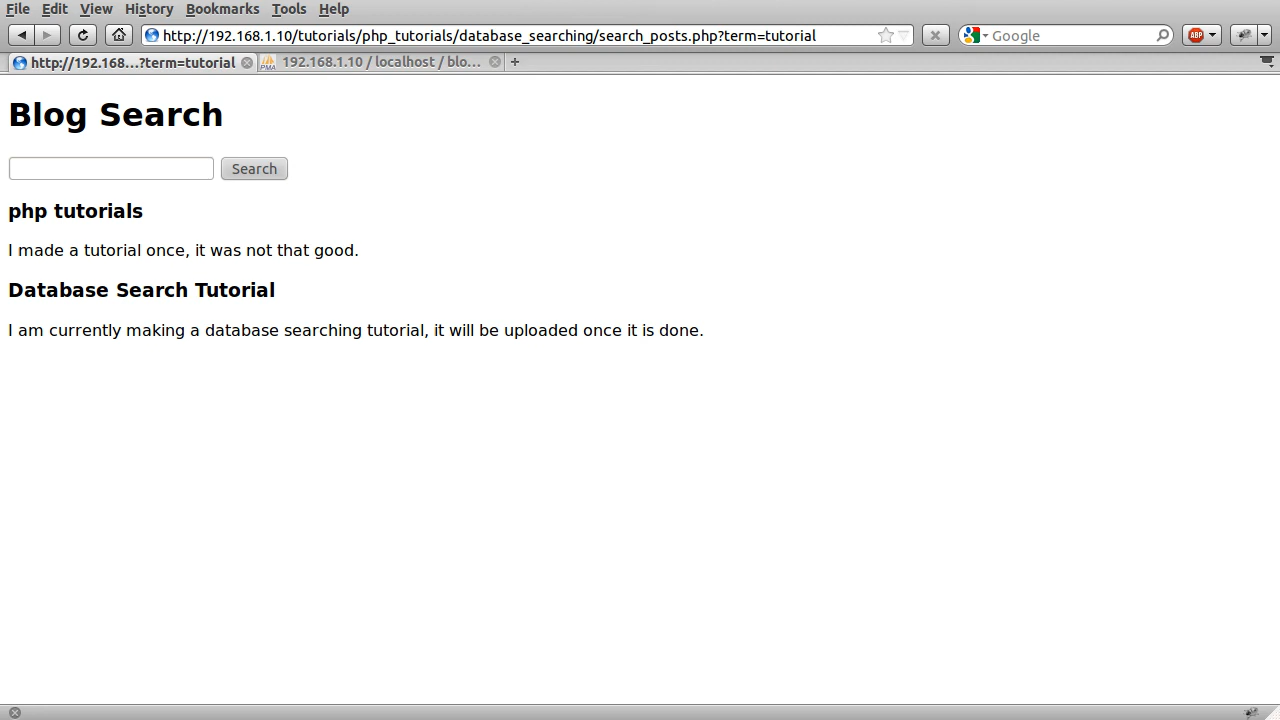 File Edit View History Bookmarks Tools Help
http://192.168.1.10/tutorials/php_tutorials/database_searching/search_posts.php?term=tutorial
Google
ABP
http://192.168...?term=tutorial
PMA
192.168.1.10 / localhost / blo...
+
Blog Search
Search
php tutorials
I made a tutorial once, it was not that good.
Database Search Tutorial
I am currently making a database searching tutorial, it will be uploaded once it is done.